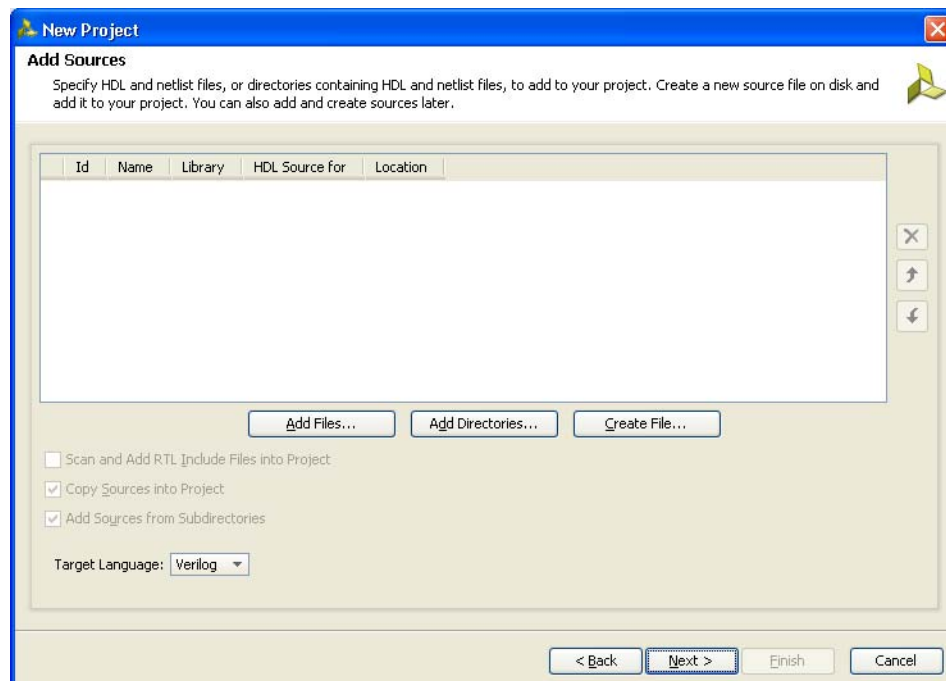 New Project
Add Sources
Specify HDL and netlist files, or directories containing HDL and netlist files, to add to your project. Create a new source file on disk and
add it to your project. You can also add and create sources later.
Id Name Library HDL Source for Location
Add Files... Add Directories... Create File...
Scan and Add RTL Include Files into Project
Copy Sources into Project
Add Sources from Subdirectories
Target Language: Verilog
< Back Next > Finish Cancel